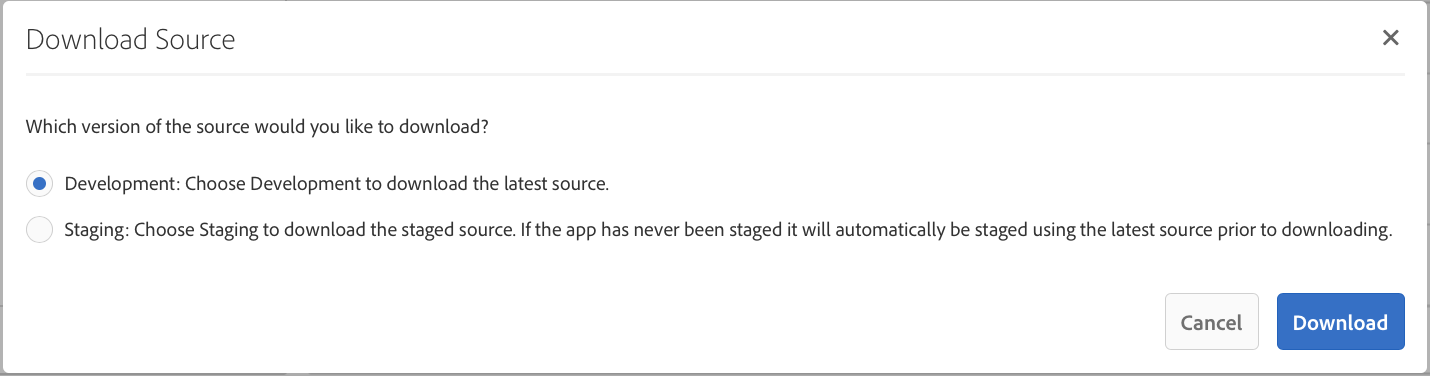 Download Source
Which version of the source would you like to download?
Development: Choose Development to download the latest source.
Staging: Choose Staging to download the staged source. If the app has never been staged it will automatically be staged using the latest source prior to downloading.
Cancel Download